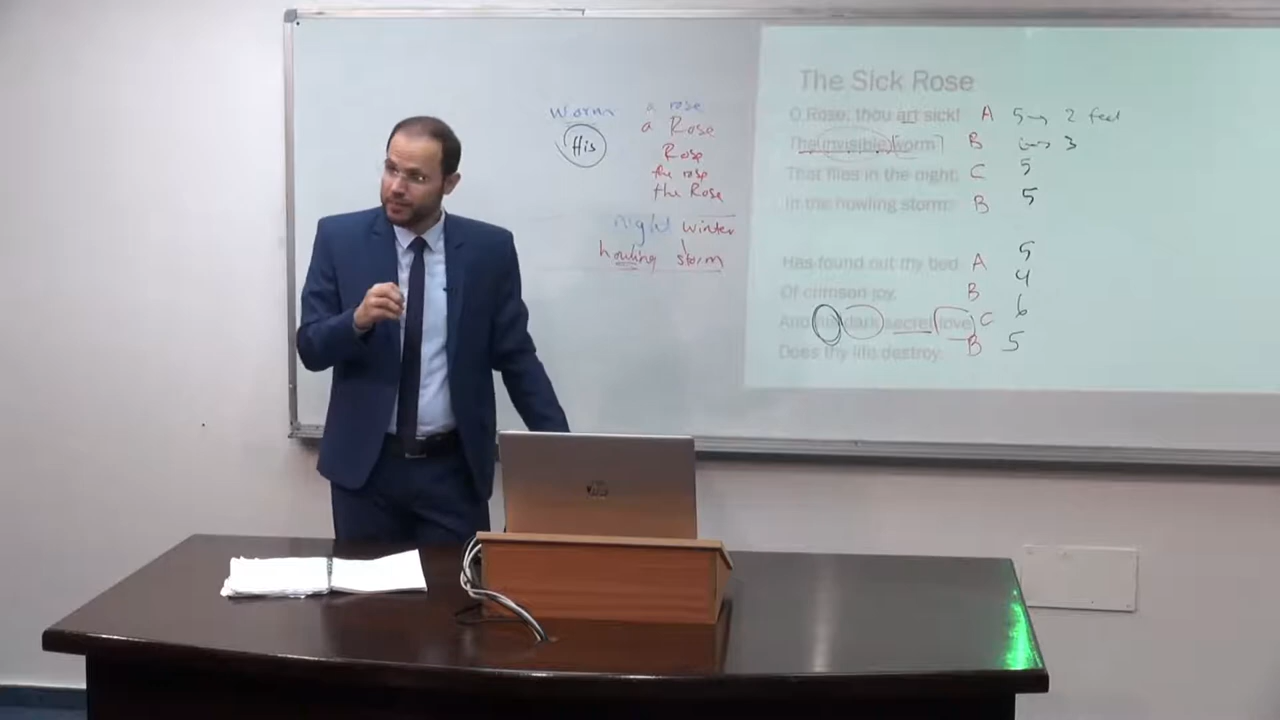 worm
His
a rose
a Rose
Rose
the rose
the Rose
night winter
howling storm
The Sick Rose
O Rose, thou art sick! A 5 2 feet
The invisible worm B 3
That flies in the night, C 5
In the howling storm: B 5
Has found out thy bed A 5
Of crimson joy, B 4
And his dark secret love C 6
Does thy life destroy. B 5